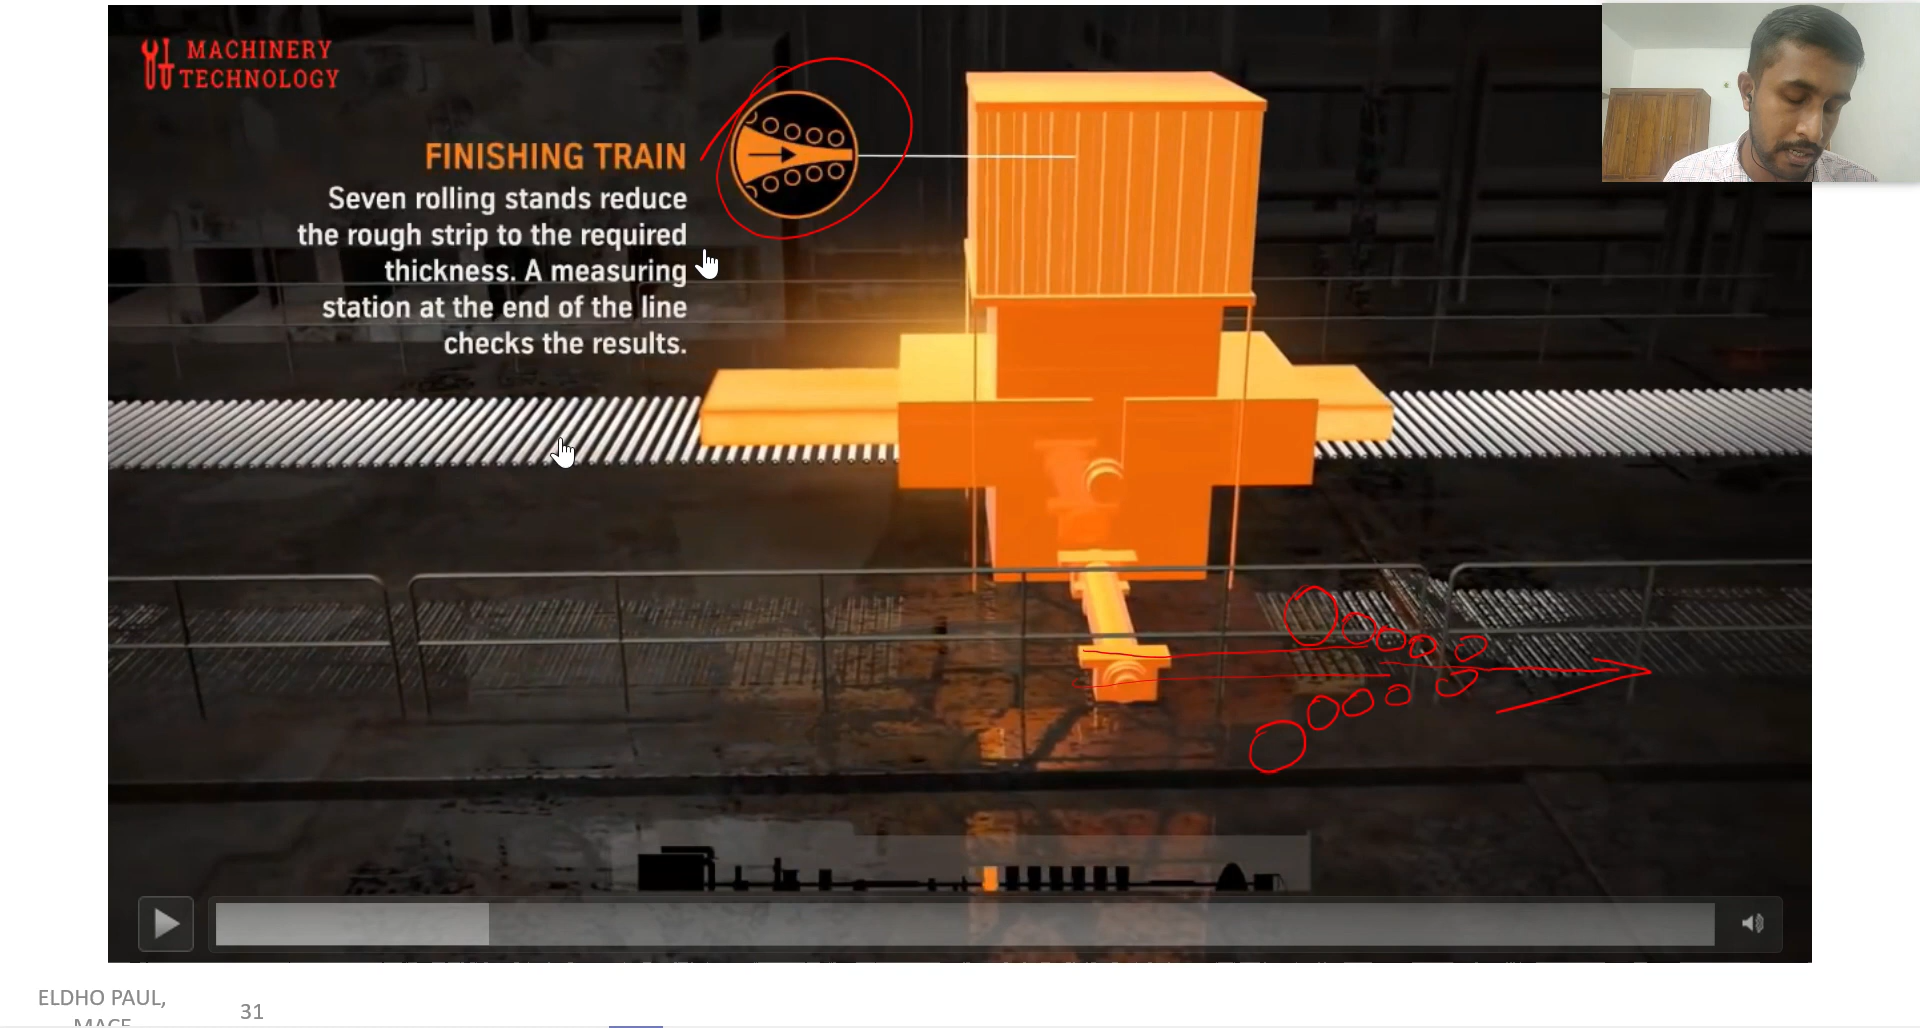 MACHINERY
TECHNOLOGY
FINISHING TRAIN
Seven rolling stands reduce
the rough strip to the required
thickness. A measuring
station at the end of the line
checks the results.
ELDHO PAUL,
MACE
31